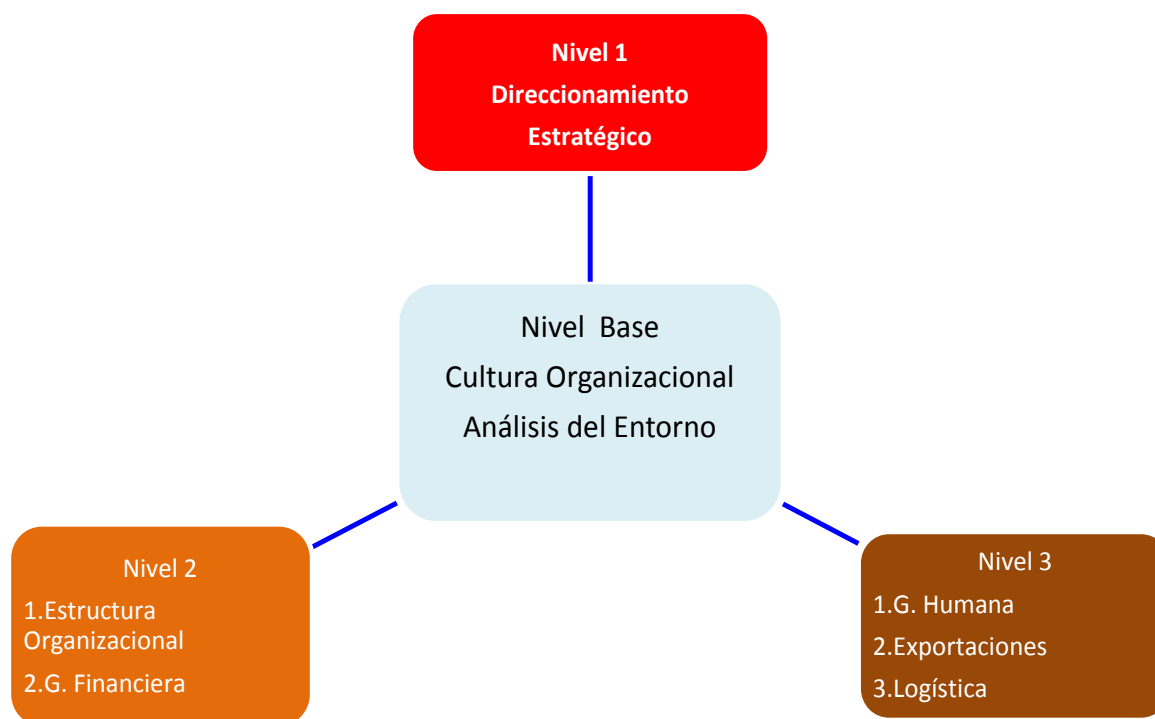 Nivel 1
Direccionamiento
Estratégico
Nivel  Base
Cultura Organizacional
Análisis del Entorno
Nivel 2
1.Estructura
Organizacional
2.G. Financiera
Nivel 3
1.G. Humana
2.Exportaciones
3.Logística